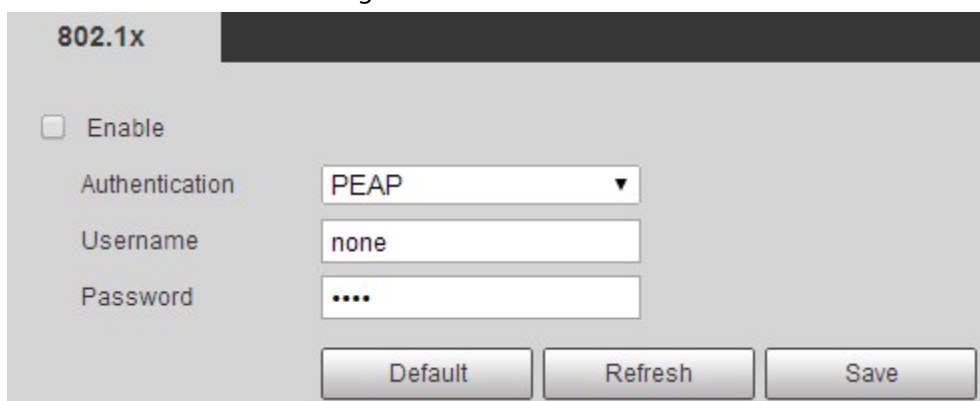 802.1x
Enable
Authentication PEAP
Username none
Password ••••
Default Refresh Save